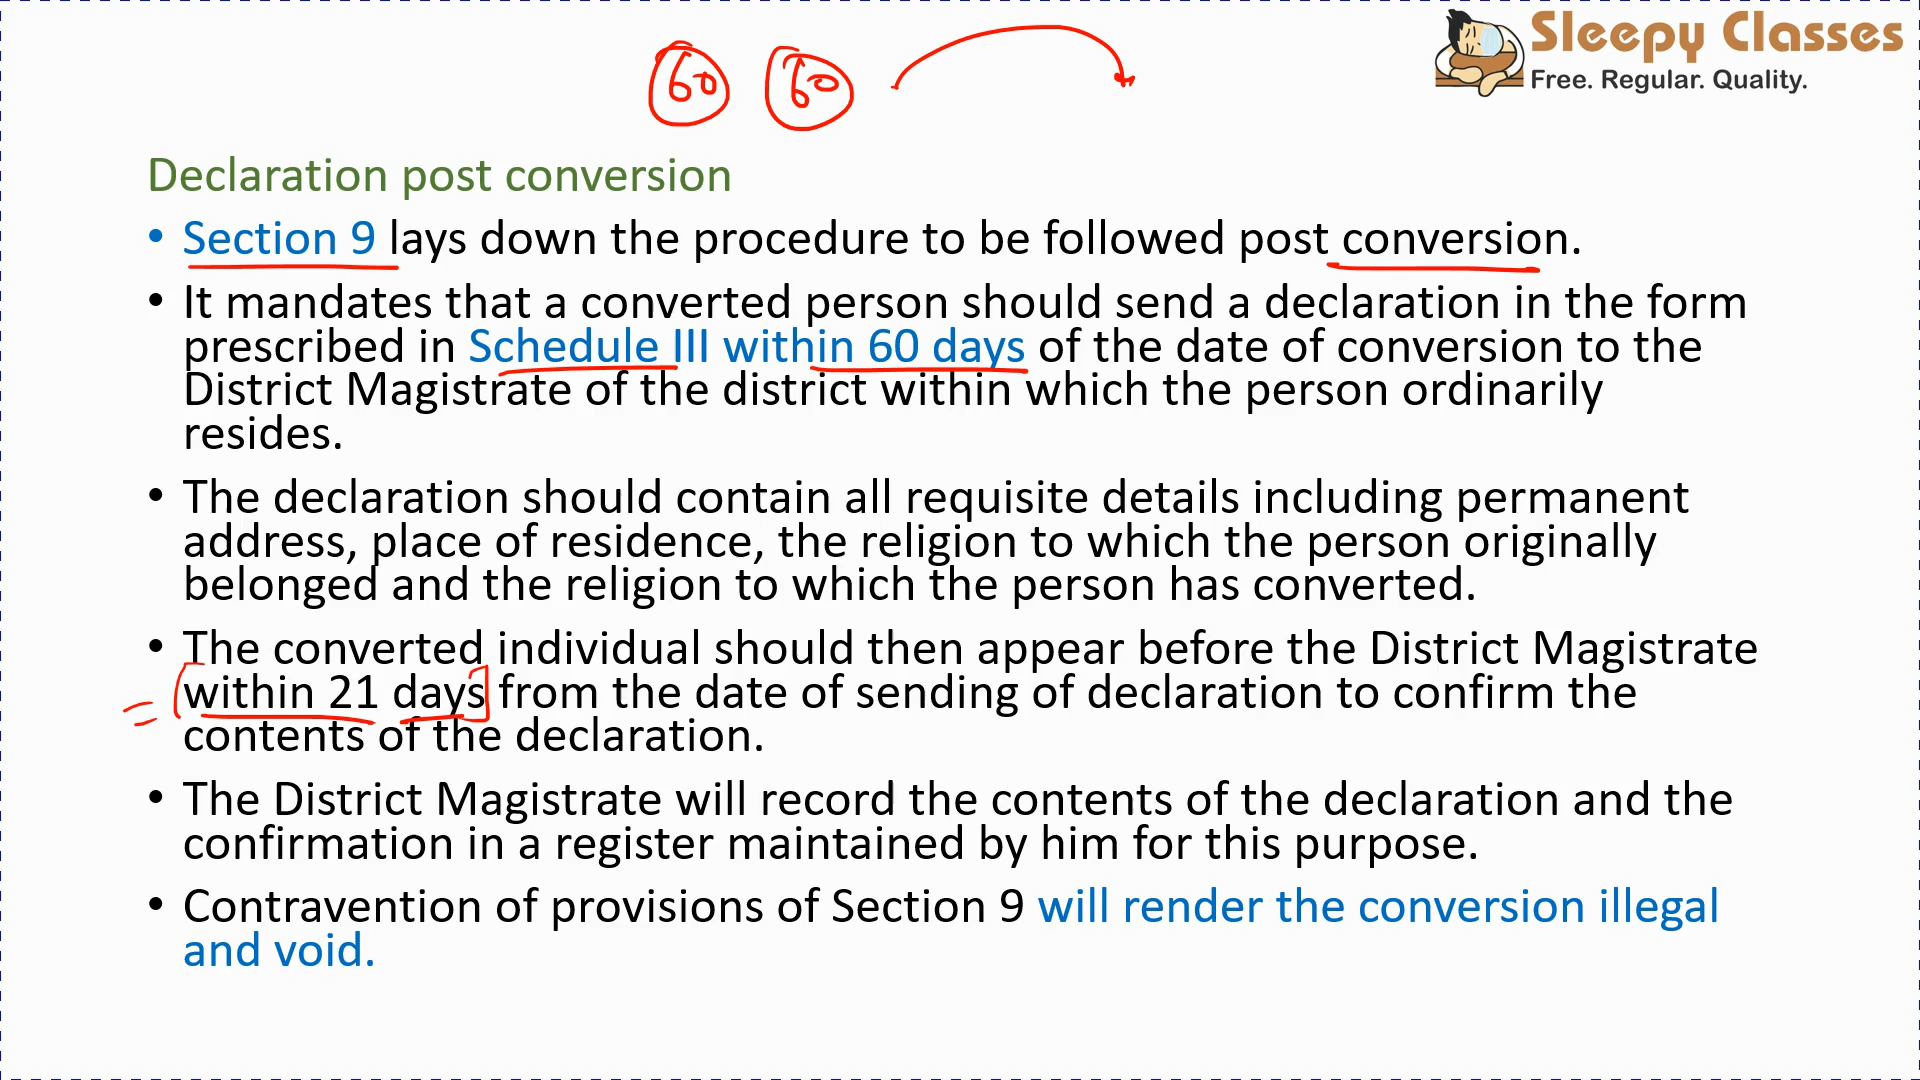 60 60
Sleepy Classes
Free. Regular. Quality.
Declaration post conversion
• Section 9 lays down the procedure to be followed post conversion.
• It mandates that a converted person should send a declaration in the form
prescribed in Schedule III within 60 days of the date of conversion to the
District Magistrate of the district within which the person ordinarily
resides.
• The declaration should contain all requisite details including permanent
address, place of residence, the religion to which the person originally
belonged and the religion to which the person has converted.
• The converted individual should then appear before the District Magistrate
within 21 days from the date of sending of declaration to confirm the
contents of the declaration.
• The District Magistrate will record the contents of the declaration and the
confirmation in a register maintained by him for this purpose.
• Contravention of provisions of Section 9 will render the conversion illegal
and void.